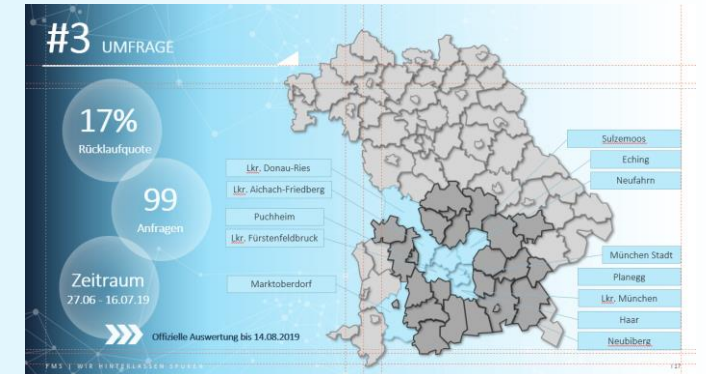 #3 UMFRAGE
17%
Rücklaufquote
99
Anfragen
Zeitraum
27.06 - 16.07.19
Offizielle Auswertung bis 14.08.2019
Lkr. Donau-Ries
Lkr. Aichach-Friedberg
Puchheim
Lkr. Fürstenfeldbruck
Marktoberdorf
Sulzemoos
Eching
Neufahrn
München Stadt
Planegg
Lkr. München
Haar
Neubiberg
FMS | WIR HINTERLASSEN SPUREN